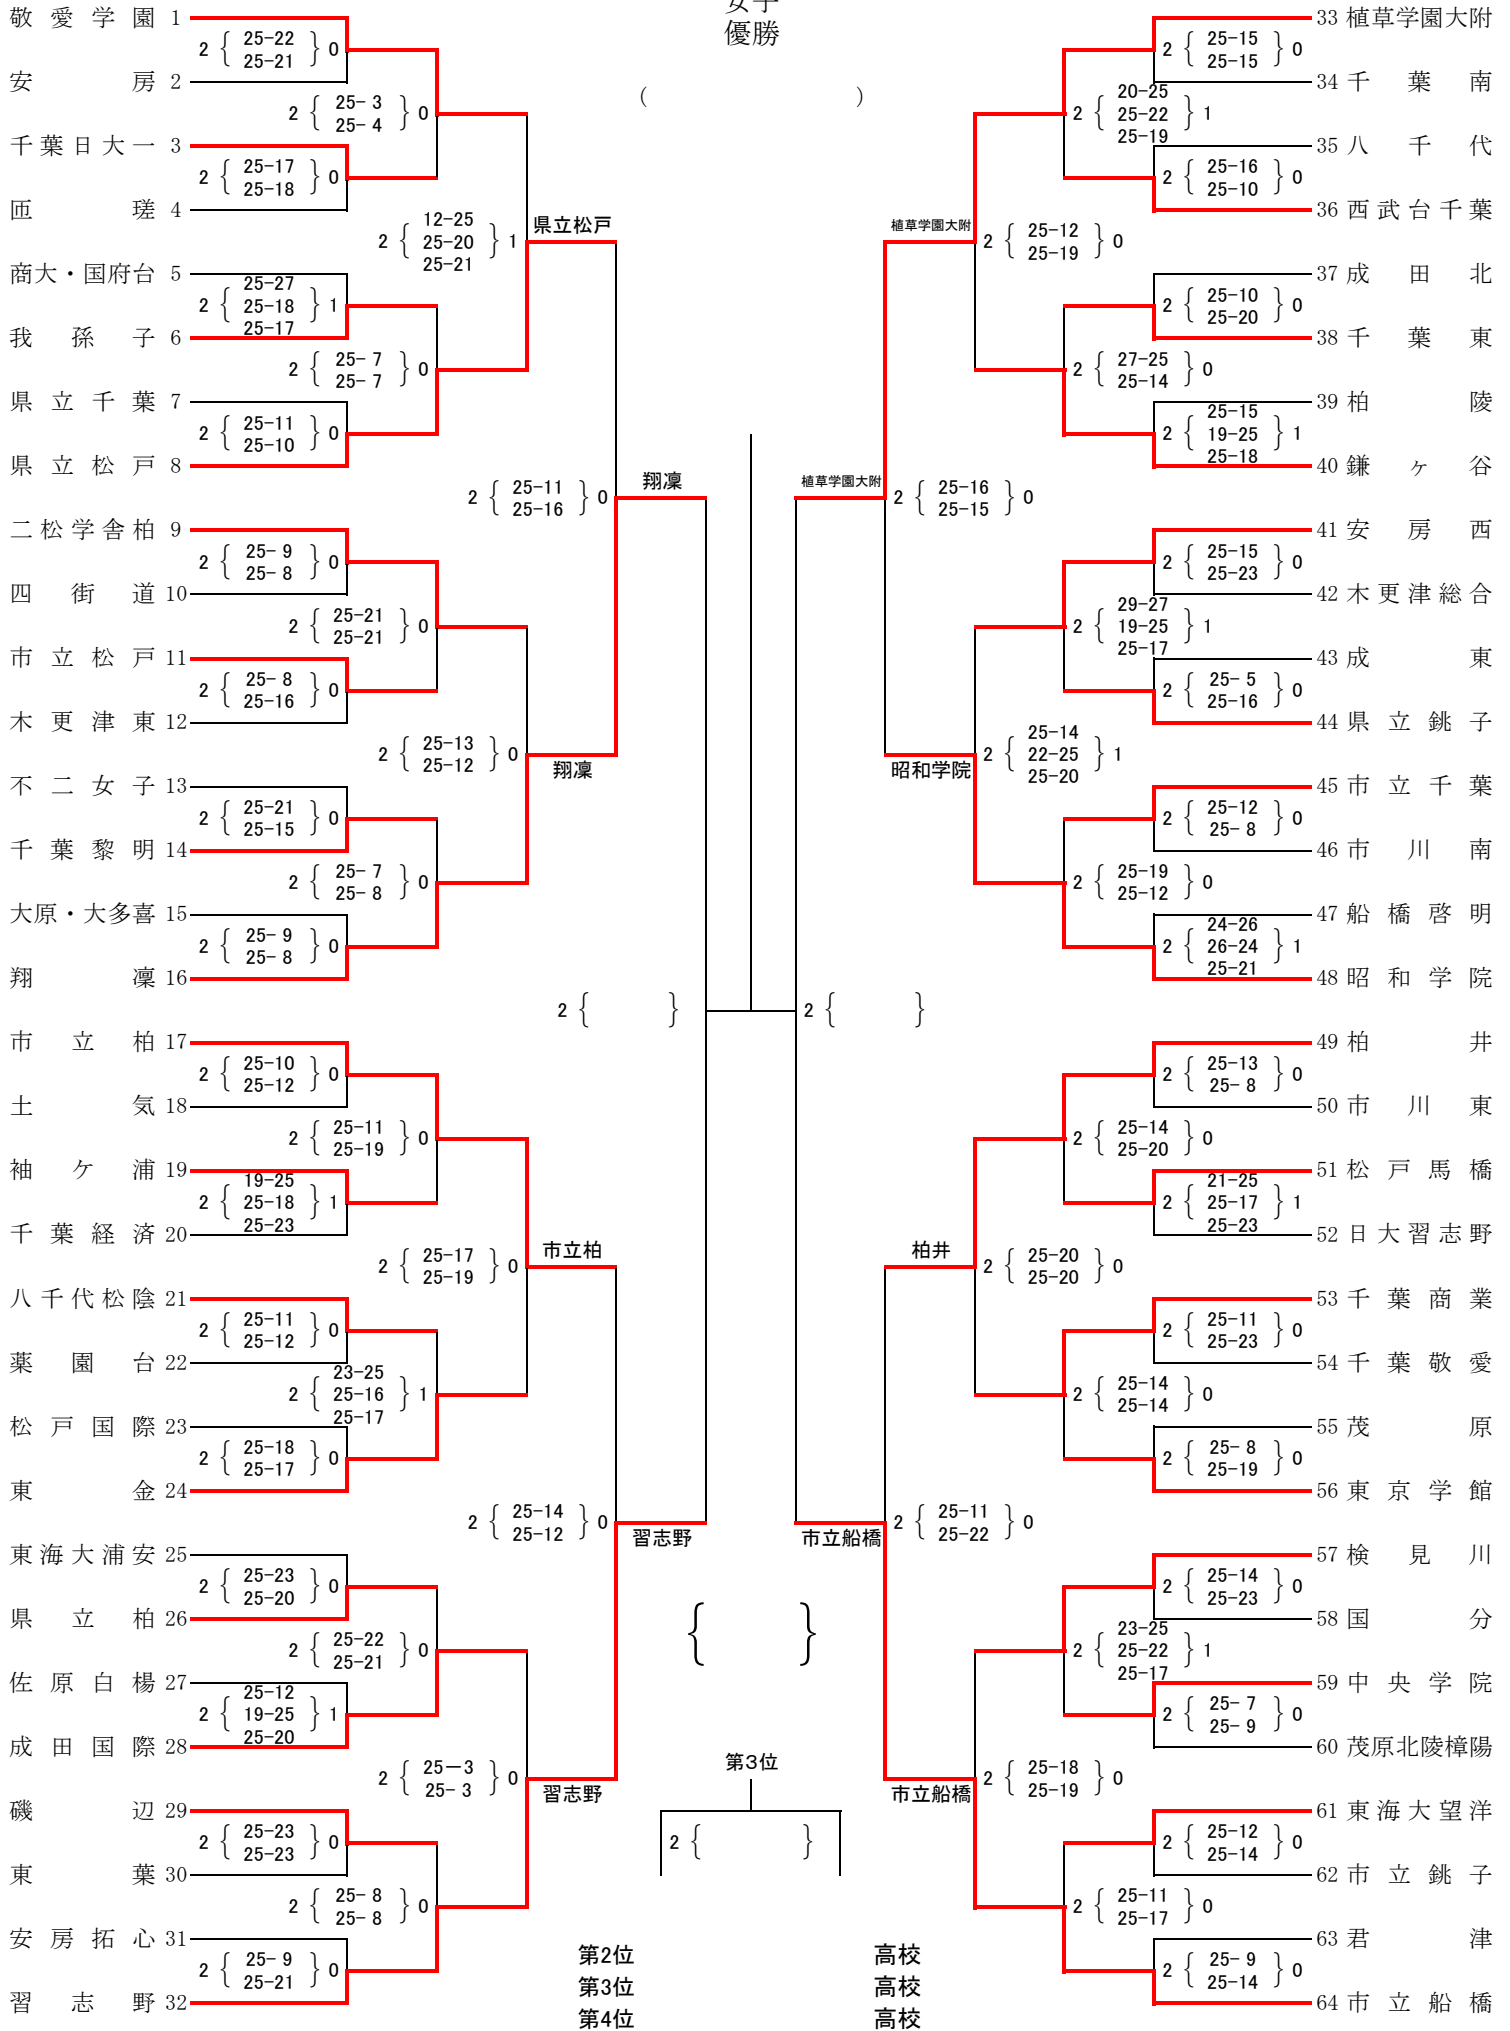 女子
優勝
(　　　　　)
敬愛学園 1
2 { 25-22 25-21 } 0
安房 2
2 { 25- 3 25- 4 } 0
千葉日大一 3
2 { 25-17 25-18 } 0
匝瑳 4
2 { 12-25 25-20 25-21 } 1
県立松戸
商大・国府台 5
2 { 25-27 25-18 25-17 } 1
我孫子 6
2 { 25- 7 25- 7 } 0
県立千葉 7
2 { 25-11 25-10 } 0
県立松戸 8
2 { 25-11 25-16 } 0
翔凜
二松学舎柏 9
2 { 25- 9 25- 8 } 0
四街道 10
2 { 25-21 25-21 } 0
市立松戸 11
2 { 25- 8 25-16 } 0
木更津東 12
2 { 25-13 25-12 } 0
翔凜
不二女子 13
2 { 25-21 25-15 } 0
千葉黎明 14
2 { 25- 7 25- 8 } 0
大原・大多喜 15
2 { 25- 9 25- 8 } 0
翔凜 16
2 { }
市立柏 17
2 { 25-10 25-12 } 0
土気 18
2 { 25-11 25-19 } 0
袖ケ浦 19
2 { 19-25 25-18 25-23 } 1
千葉経済 20
2 { 25-17 25-19 } 0
市立柏
八千代松陰 21
2 { 25-11 25-12 } 0
薬園台 22
2 { 23-25 25-16 25-17 } 1
松戸国際 23
2 { 25-18 25-17 } 0
東金 24
2 { 25-14 25-12 } 0
習志野
東海大浦安 25
2 { 25-23 25-20 } 0
県立柏 26
2 { 25-22 25-21 } 0
佐原白楊 27
2 { 25-12 19-25 25-20 } 1
成田国際 28
2 { 25ー3 25- 3 } 0
習志野
磯辺 29
2 { 25-23 25-23 } 0
東葉 30
2 { 25- 8 25- 8 } 0
安房拓心 31
2 { 25- 9 25-21 } 0
習志野 32
33 植草学園大附
2 { 25-15 25-15 } 0
34 千葉南
2 { 20-25 25-22 25-19 } 1
35 八千代
2 { 25-16 25-10 } 0
36 西武台千葉
植草学園大附
2 { 25-12 25-19 } 0
37 成田北
2 { 25-10 25-20 } 0
38 千葉東
2 { 27-25 25-14 } 0
39 柏陵
2 { 25-15 19-25 25-18 } 1
40 鎌ヶ谷
植草学園大附
2 { 25-16 25-15 } 0
41 安房西
2 { 25-15 25-23 } 0
42 木更津総合
2 { 29-27 19-25 25-17 } 1
43 成東
2 { 25- 5 25-16 } 0
44 県立銚子
昭和学院
2 { 25-14 22-25 25-20 } 1
45 市立千葉
2 { 25-12 25- 8 } 0
46 市川南
2 { 25-19 25-12 } 0
47 船橋啓明
2 { 24-26 26-24 25-21 } 1
48 昭和学院
2 { }
49 柏井
2 { 25-13 25- 8 } 0
50 市川東
2 { 25-14 25-20 } 0
51 松戸馬橋
2 { 21-25 25-17 25-23 } 1
52 日大習志野
柏井
2 { 25-20 25-20 } 0
53 千葉商業
2 { 25-11 25-23 } 0
54 千葉敬愛
2 { 25-14 25-14 } 0
55 茂原
2 { 25- 8 25-19 } 0
56 東京学館
市立船橋
2 { 25-11 25-22 } 0
57 検見川
2 { 25-14 25-23 } 0
58 国分
2 { 23-25 25-22 25-17 } 1
59 中央学院
2 { 25- 7 25- 9 } 0
60 茂原北陵樟陽
市立船橋
2 { 25-18 25-19 } 0
61 東海大望洋
2 { 25-12 25-14 } 0
62 市立銚子
2 { 25-11 25-17 } 0
63 君津
2 { 25- 9 25-14 } 0
64 市立船橋
{ }
第3位
2 { }
第2位 高校
第3位 高校
第4位 高校